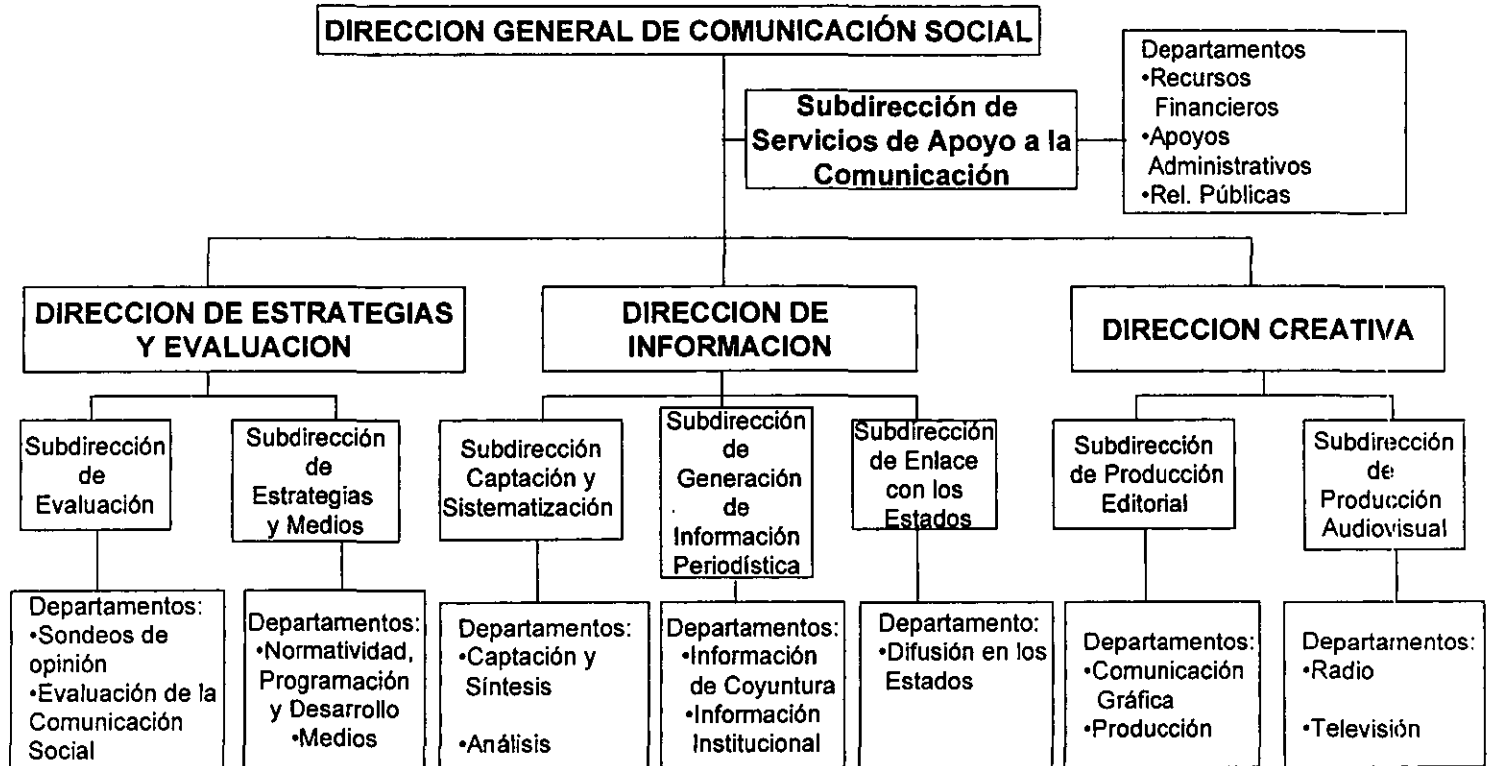 DIRECCION GENERAL DE COMUNICACIÓN SOCIAL
Subdirección de
Servicios de Apoyo a la
Comunicación
Departamentos
•Recursos
Financieros
•Apoyos
Administrativos
•Rel. Públicas
DIRECCION DE ESTRATEGIAS
Y EVALUACION
DIRECCION DE
INFORMACION
DIRECCION CREATIVA
Subdirección
de
Evaluación
Subdirección
de
Estrategias
y Medios
Subdirección
Captación y
Sistematización
Subdirección
de
Generación
de
Información
Periodística
Subdirección
de Enlace
con los
Estados
Subdirección
de Producción
Editorial
Subdirección
de
Producción
Audiovisual
Departamentos:
•Sondeos de
opinión
•Evaluación de la
Comunicación
Social
Departamentos:
•Normatividad,
Programación
y Desarrollo
•Medios
Departamentos:
•Captación y
Síntesis
•Análisis
Departamentos:
•Información
de Coyuntura
•Información
Institucional
Departamento:
•Difusión en los
Estados
Departamentos:
•Comunicación
Gráfica
•Producción
Departamentos:
•Radio
•Televisión